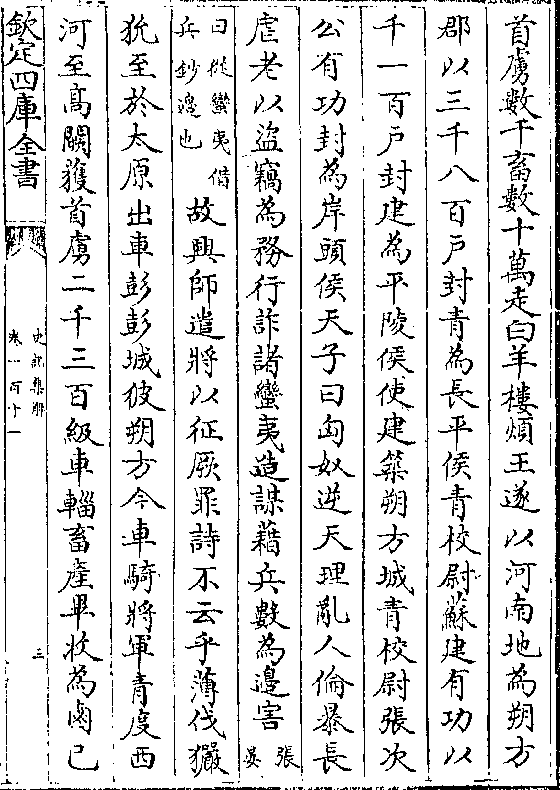 首虜數千畜數十萬走白羊樓煩王遂以河南地為朔方
郡以三千八百戶封青為長平侯青校尉蘇建有功以
千一百戶封建為平陵侯使建築朔方城青校尉張次
公有功封為岸頭侯天子曰匈奴逆天理亂人倫暴長
虐老以盜竊為務行詐諸蠻夷造謀藉兵數為邊害張晏
曰從蠻夷借兵鈔邊也故興師遣將以征厥罪詩不云乎薄伐玁
狁至於太原出車彭彭城彼朔方今車騎將軍青度西
河至高闕獲首虜二千三百級車輜畜產畢收為鹵已
欽定四庫全書
史記集解
卷一百十一
三